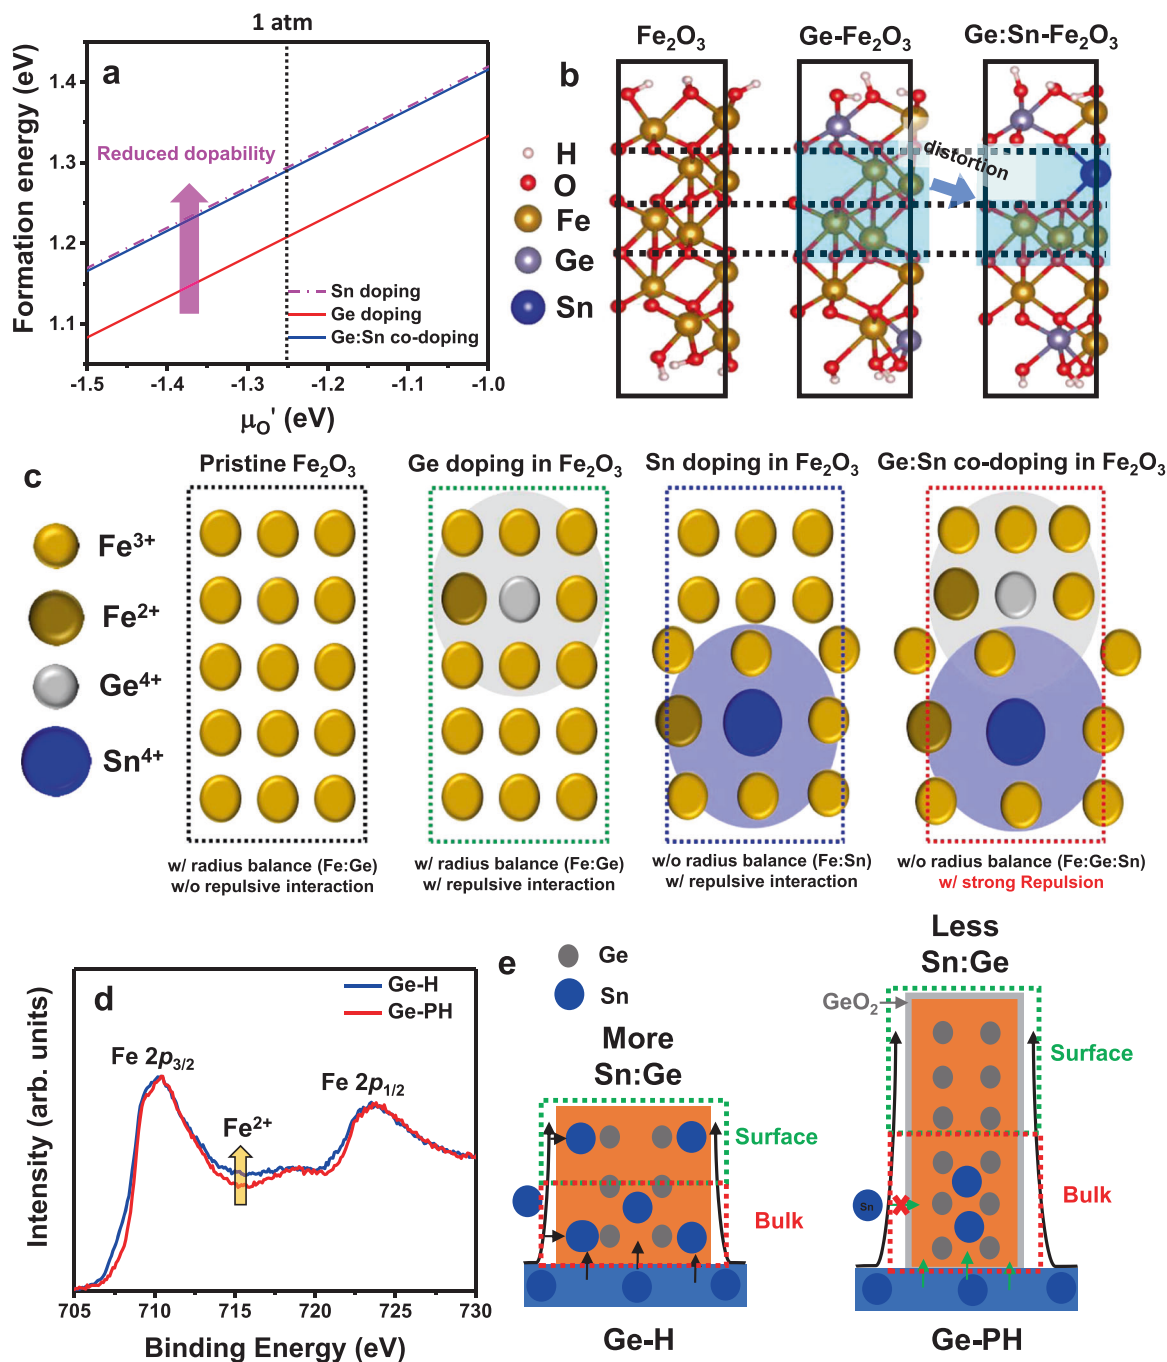 1 atm
a
Formation energy (eV)
1.4
1.3
1.2
1.1
Reduced dopability
Sn doping
Ge doping
Ge:Sn co-doping
-1.5 -1.4 -1.3 -1.2 -1.1 -1.0
μO' (eV)
b
Fe2O3 Ge-Fe2O3 Ge:Sn-Fe2O3
distortion
H
O
Fe
Ge
Sn
c
Pristine Fe2O3 Ge doping in Fe2O3 Sn doping in Fe2O3 Ge:Sn co-doping in Fe2O3
Fe3+
Fe2+
Ge4+
Sn4+
w/ radius balance (Fe:Ge)
w/o repulsive interaction
w/ radius balance (Fe:Ge)
w/ repulsive interaction
w/o radius balance (Fe:Sn)
w/ repulsive interaction
w/o radius balance (Fe:Ge:Sn)
w/ strong Repulsion
d
Intensity (arb. units)
Ge-H
Ge-PH
Fe 2p3/2
Fe 2p1/2
Fe2+
705 710 715 720 725 730
Binding Energy (eV)
e
Ge
Sn
More
Sn:Ge
Surface
Bulk
Ge-H
Less
Sn:Ge
GeO2
Surface
Bulk
Sn
Ge-PH